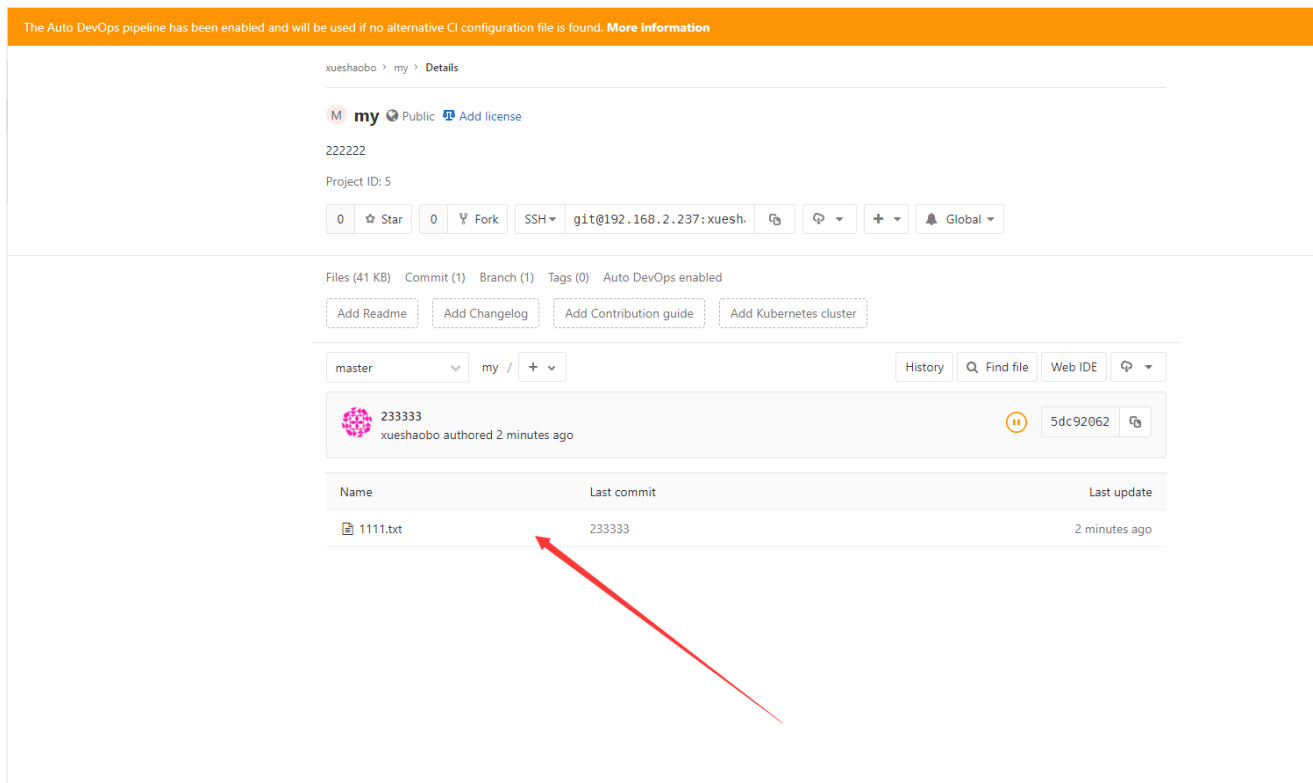 The Auto DevOps pipeline has been enabled and will be used if no alternative CI configuration file is found. More information
xueshaobo > my > Details
M my Public Add license
222222
Project ID: 5
0 Star 0 Fork SSH git@192.168.2.237:xuesh Global
Files (41 KB) Commit (1) Branch (1) Tags (0) Auto DevOps enabled
Add Readme Add Changelog Add Contribution guide Add Kubernetes cluster
master my / + History Find file Web IDE
233333
xueshaobo authored 2 minutes ago
5dc92062
Name Last commit Last update
1111.txt 233333 2 minutes ago